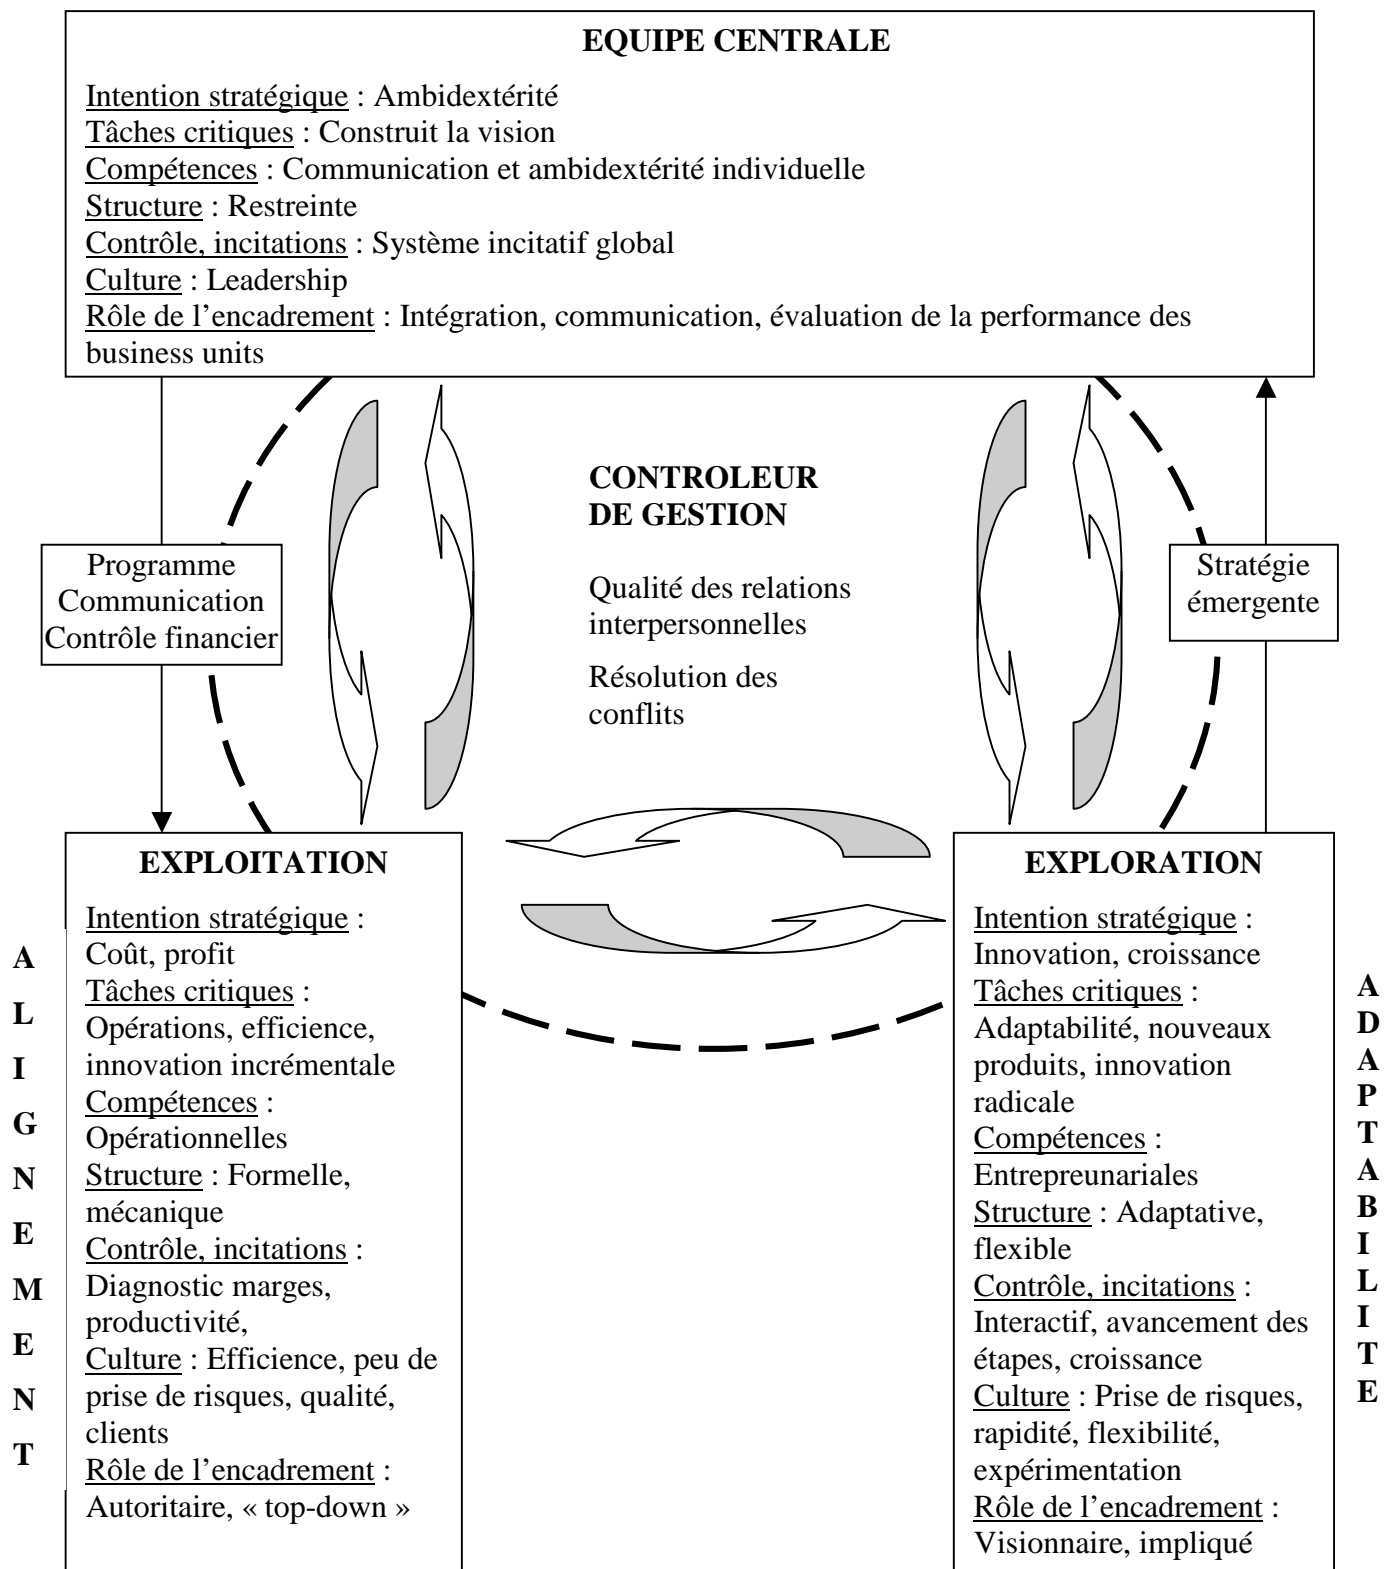 EQUIPE CENTRALE
Intention stratégique : Ambidextérité
Tâches critiques : Construit la vision
Compétences : Communication et ambidextérité individuelle
Structure : Restreinte
Contrôle, incitations : Système incitatif global
Culture : Leadership
Rôle de l’encadrement : Intégration, communication, évaluation de la performance des
business units
CONTROLEUR
DE GESTION
Qualité des relations
interpersonnelles
Résolution des
conflits
Programme
Communication
Contrôle financier
Stratégie
émergente
A
L
I
G
N
E
M
E
N
T
EXPLOITATION
Intention stratégique :
Coût, profit
Tâches critiques :
Opérations, efficience,
innovation incrémentale
Compétences :
Opérationnelles
Structure : Formelle,
mécanique
Contrôle, incitations :
Diagnostic marges,
productivité,
Culture : Efficience, peu de
prise de risques, qualité,
clients
Rôle de l’encadrement :
Autoritaire, « top-down »
EXPLORATION
Intention stratégique :
Innovation, croissance
Tâches critiques :
Adaptabilité, nouveaux
produits, innovation
radicale
Compétences :
Entrepreunariales
Structure : Adaptative,
flexible
Contrôle, incitations :
Interactif, avancement des
étapes, croissance
Culture : Prise de risques,
rapidité, flexibilité,
expérimentation
Rôle de l’encadrement :
Visionnaire, impliqué
A
D
A
P
T
A
B
I
L
I
T
E